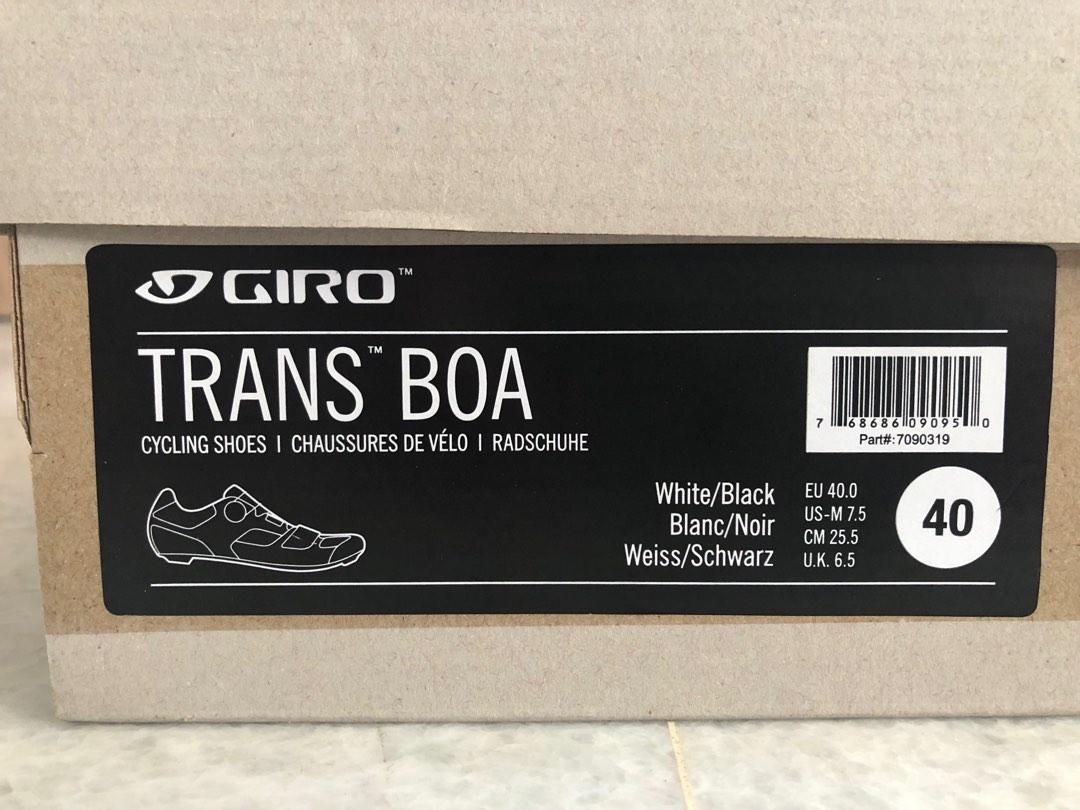 GIRO™
TRANS™ BOA
CYCLING SHOES | CHAUSSURES DE VÉLO | RADSCHUHE
7 68686 09095 0
Part#:7090319
White/Black
Blanc/Noir
Weiss/Schwarz
EU 40.0
US-M 7.5
CM 25.5
U.K. 6.5
40